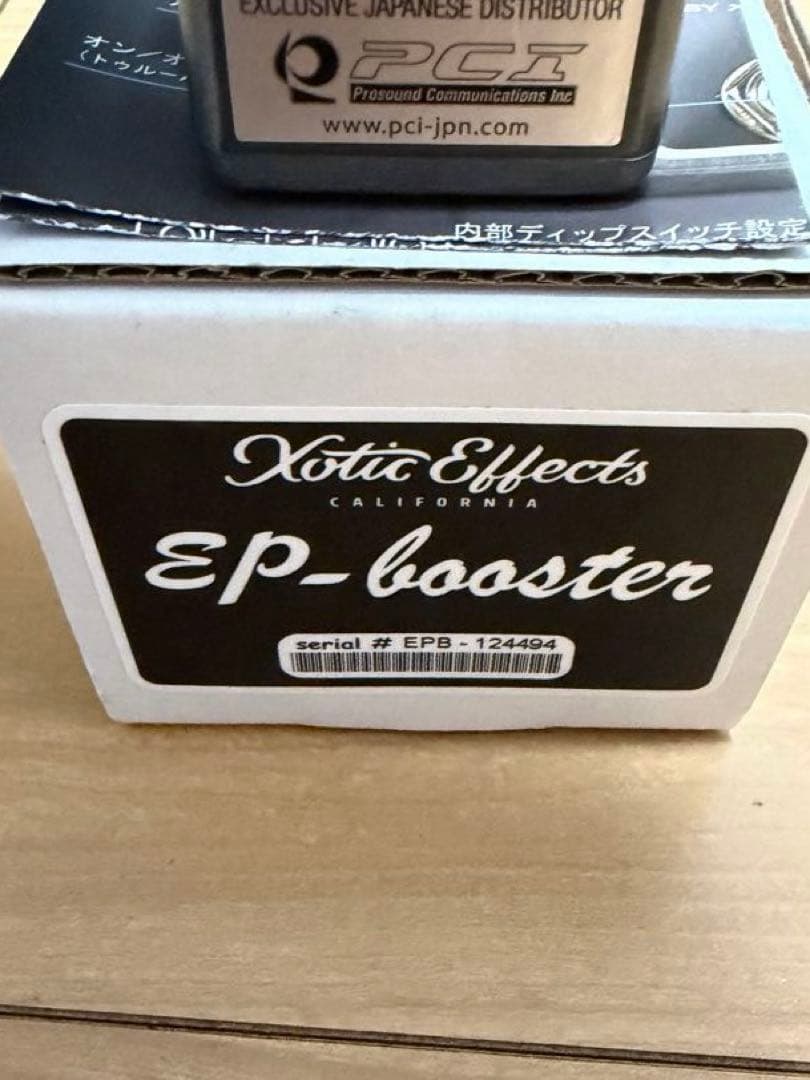 EXCLUSIVE JAPANESE DISTRIBUTOR
PCI
Prosound Communications Inc
www.pci-jpn.com
BY
オン／オ
（トゥルー
内部ディップスイッチ設定
Xotic Effects
CALIFORNIA
EP-booster
serial # EPB - 124494